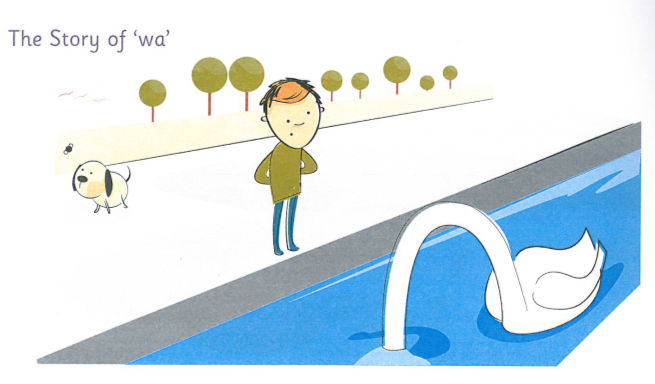 The Story of ‘wa’